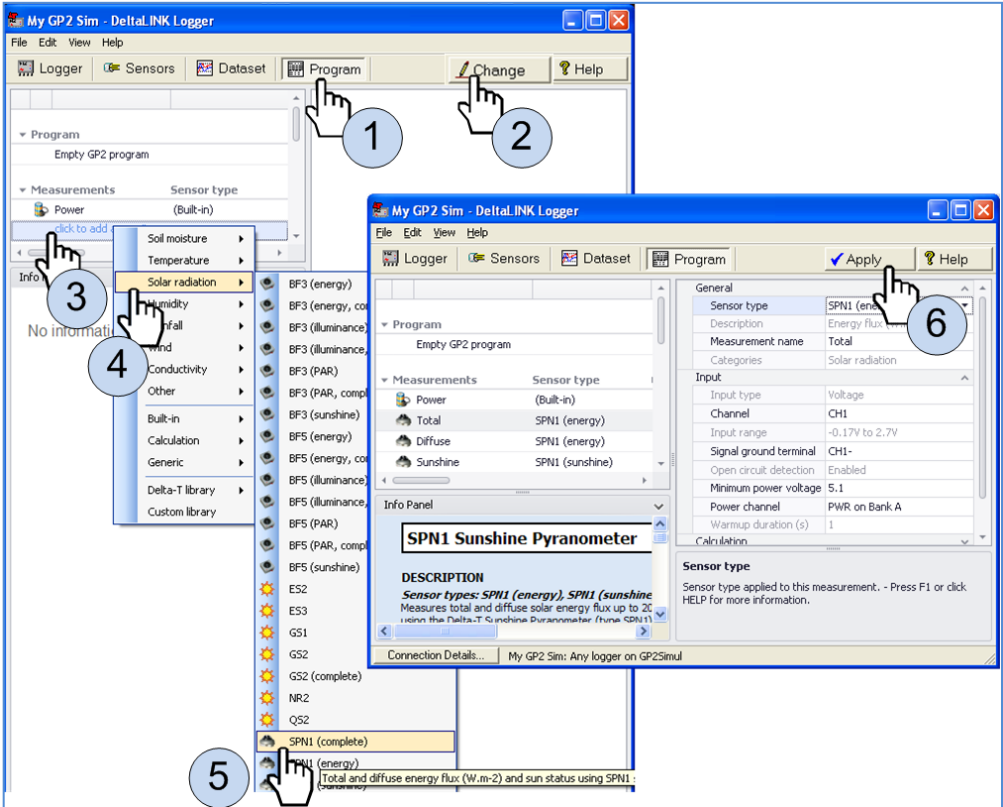 My GP2 Sim - DeltaLINK Logger
File Edit View Help
Logger Sensors Dataset Program Change Help
1
2
Program
Empty GP2 program
Measurements Sensor type
Power (Built-in)
click to add a
3
Soil moisture
Temperature
Solar radiation
Humidity
Rainfall
Wind
Conductivity
Other
Built-in
Calculation
Generic
Delta-T library
Custom library
4
Info
No informati
BF3 (energy)
BF3 (energy, co
BF3 (illuminance)
BF3 (illuminance,
BF3 (PAR)
BF3 (PAR, compl
BF3 (sunshine)
BF5 (energy)
BF5 (energy, co
BF5 (illuminance)
BF5 (illuminance,
BF5 (PAR)
BF5 (PAR, compl
BF5 (sunshine)
ES2
ES3
GS1
GS2
GS2 (complete)
NR2
QS2
SPN1 (complete)
SPN1 (energy)
(sunshine)
5
Total and diffuse energy flux (W.m-2) and sun status using SPN1
My GP2 Sim - DeltaLINK Logger
File Edit View Help
Logger Sensors Dataset Program Apply Help
6
Program
Empty GP2 program
Measurements Sensor type
Power (Built-in)
Total SPN1 (energy)
Diffuse SPN1 (energy)
Sunshine SPN1 (sunshine)
Info Panel
SPN1 Sunshine Pyranometer
DESCRIPTION
Sensor types: SPN1 (energy), SPN1 (sunshine
Measures total and diffuse solar energy flux up to 20
using the Delta-T Sunshine Pyranometer (type SPN1)
General
Sensor type SPN1 (ene
Description Energy flux (W.m
Measurement name Total
Categories Solar radiation
Input
Input type Voltage
Channel CH1
Input range -0.17V to 2.7V
Signal ground terminal CH1-
Open circuit detection Enabled
Minimum power voltage 5.1
Power channel PWR on Bank A
Warmup duration (s) 1
Calculation
Sensor type
Sensor type applied to this measurement. - Press F1 or click
HELP for more information.
Connection Details... My GP2 Sim: Any logger on GP2Simul